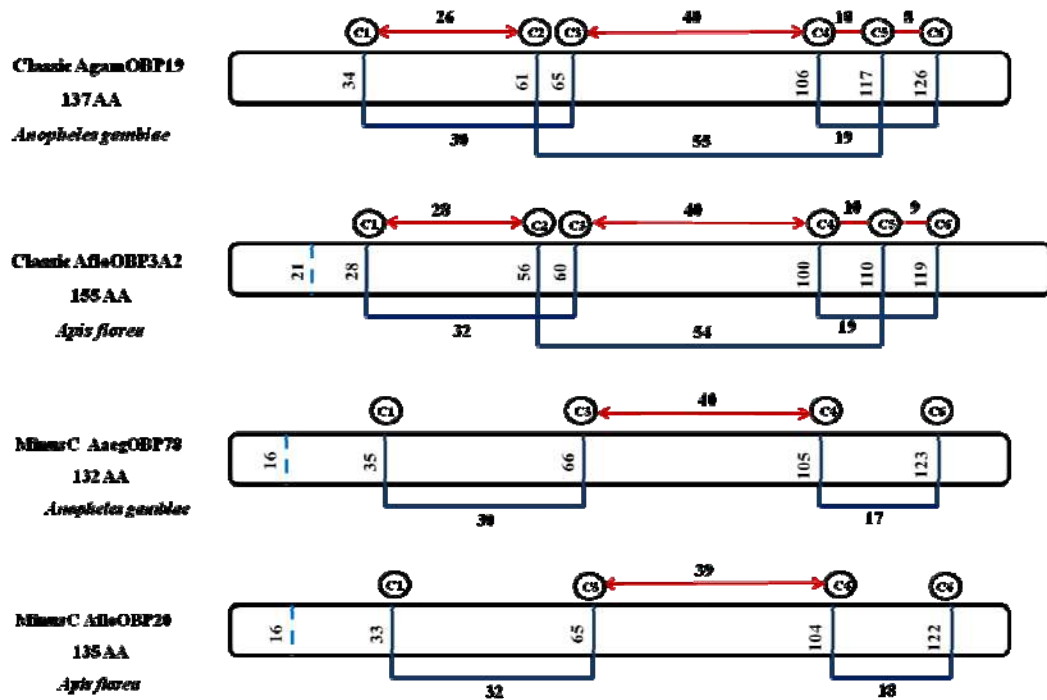 26 40 10 8
C1 C2 C3 C4 C5 C6
Classic AgamOBP19
137 AA
Anopheles gambiae
34 61 65 106 117 126
30 55 19
28 40 10 9
C1 C2 C3 C4 C5 C6
Classic AfloOBP3A2
155 AA
Apis florea
21 28 56 60 100 110 119
32 54 19
40
C1 C3 C4 C6
MinusC AaegOBP78
132 AA
Anopheles gambiae
16 35 66 105 123
30 17
39
C1 C4 C6
MinusC AfloOBP20
135 AA
Apis florea
16 33 65 104 122
32 18